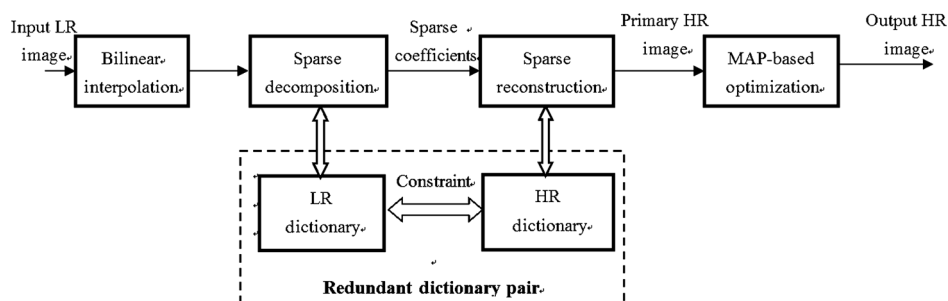 Input LR
image
Bilinear
interpolation
Sparse
decomposition
Sparse
coefficients
Sparse
reconstruction
Primary HR
image
MAP-based
optimization
Output HR
image
LR
dictionary
Constraint
HR
dictionary
Redundant dictionary pair